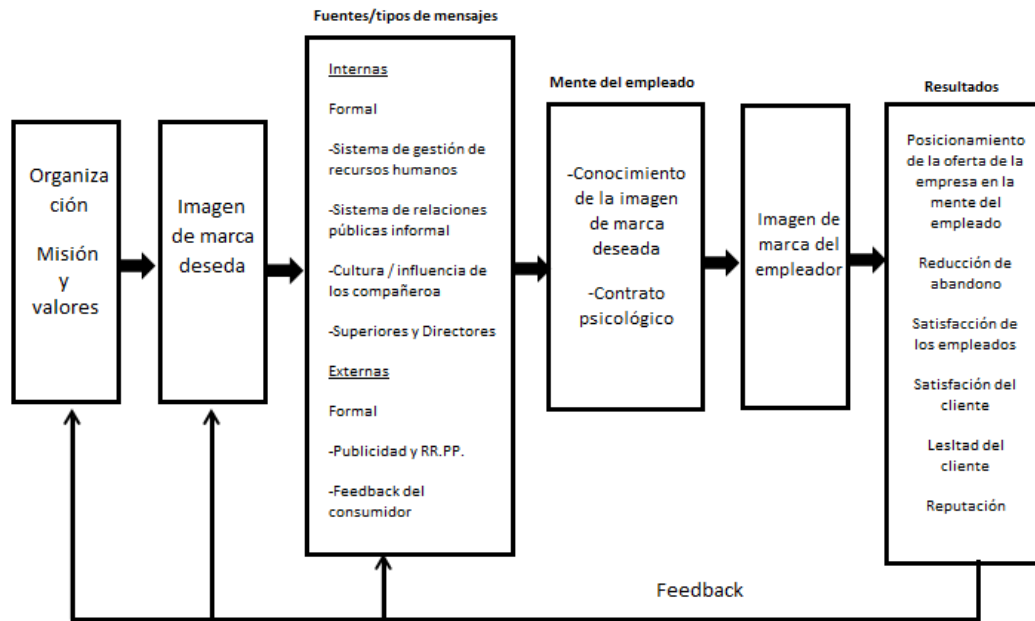 Fuentes/tipos de mensajes
Internas
Formal
-Sistema de gestión de
recursos humanos
-Sistema de relaciones
públicas informal
-Cultura / influencia de
los compañeroa
-Superiores y Directores
Externas
Formal
-Publicidad y RR.PP.
-Feedback del
consumidor
Organiza
ción
Misión
y
valores
Imagen
de marca
deseda
Mente del empleado
-Conocimiento
de la imagen
de marca
deseada
-Contrato
psicológico
Imagen de
marca del
empleador
Resultados
Posicionamiento
de la oferta de la
empresa en la
mente del
empleado
Reducción de
abandono
Satisfacción de
los empleados
Satisfación del
cliente
Lesltad del
cliente
Reputación
Feedback